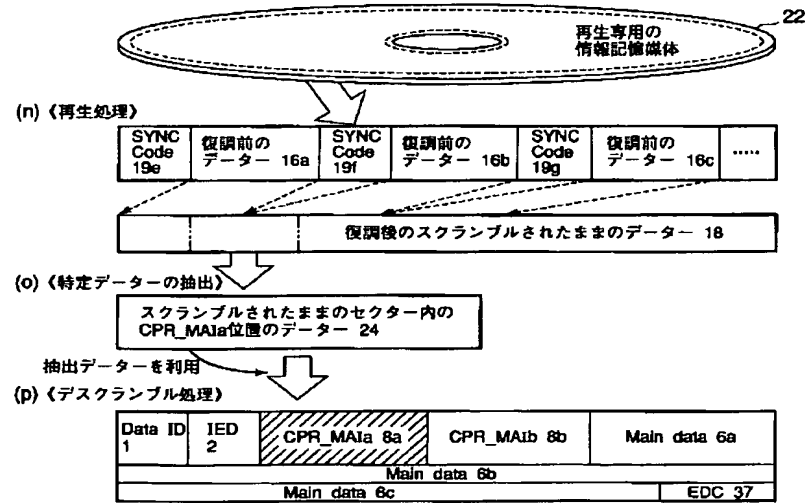 22
再生専用の
情報記憶媒体
(n)《再生処理》
SYNC
Code
19e
復調前の
データー 16a
SYNC
Code
19f
復調前の
データー 16b
SYNC
Code
19g
復調前の
データー 16c
.....
復調後のスクランブルされたままのデーター 18
(o)《特定データーの抽出》
スクランブルされたままのセクター内の
CPR_MAIa位置のデーター 24
抽出データーを利用
(p)《デスクランブル処理》
Data ID
1
IED
2
CPR_MAIa 8a
CPR_MAIb 8b
Main data 6a
Main data 6b
Main data 6c
EDC 37